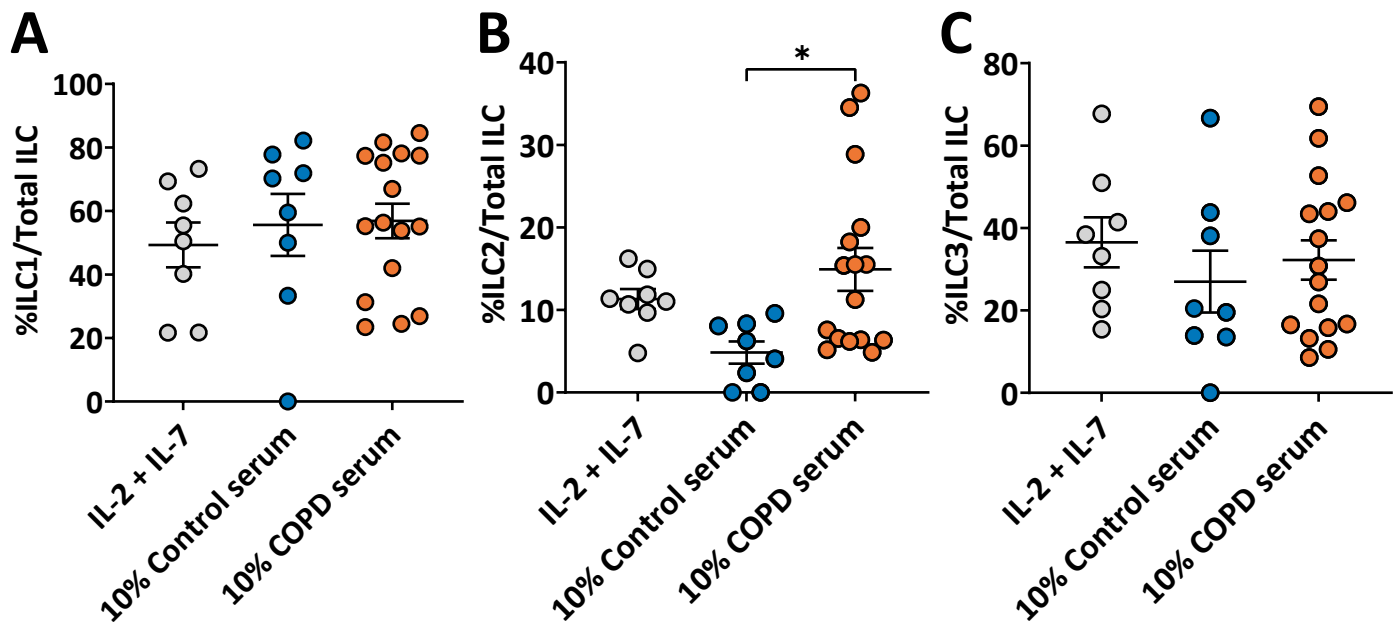 A
%ILC1/Total ILC
100
80
60
40
20
0
IL-2 + IL-7
10% Control serum
10% COPD serum
B
%ILC2/Total ILC
40
30
20
10
0
*
IL-2 + IL-7
10% Control serum
10% COPD serum
C
%ILC3/Total ILC
80
60
40
20
0
IL-2 + IL-7
10% Control serum
10% COPD serum